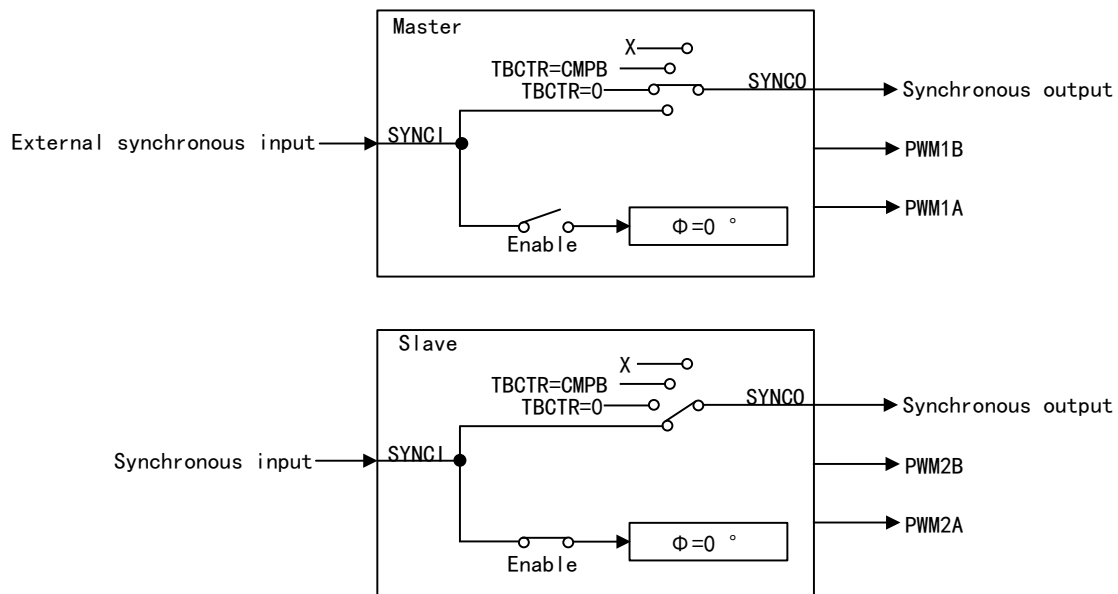 Master
X
TBCTR=CMPB
TBCTR=0
SYNCO
Synchronous output
External synchronous input
SYNCI
PWM1B
PWM1A
Φ=0 °
Enable
Slave
X
TBCTR=CMPB
TBCTR=0
SYNCO
Synchronous output
Synchronous input
SYNCI
PWM2B
PWM2A
Φ=0 °
Enable